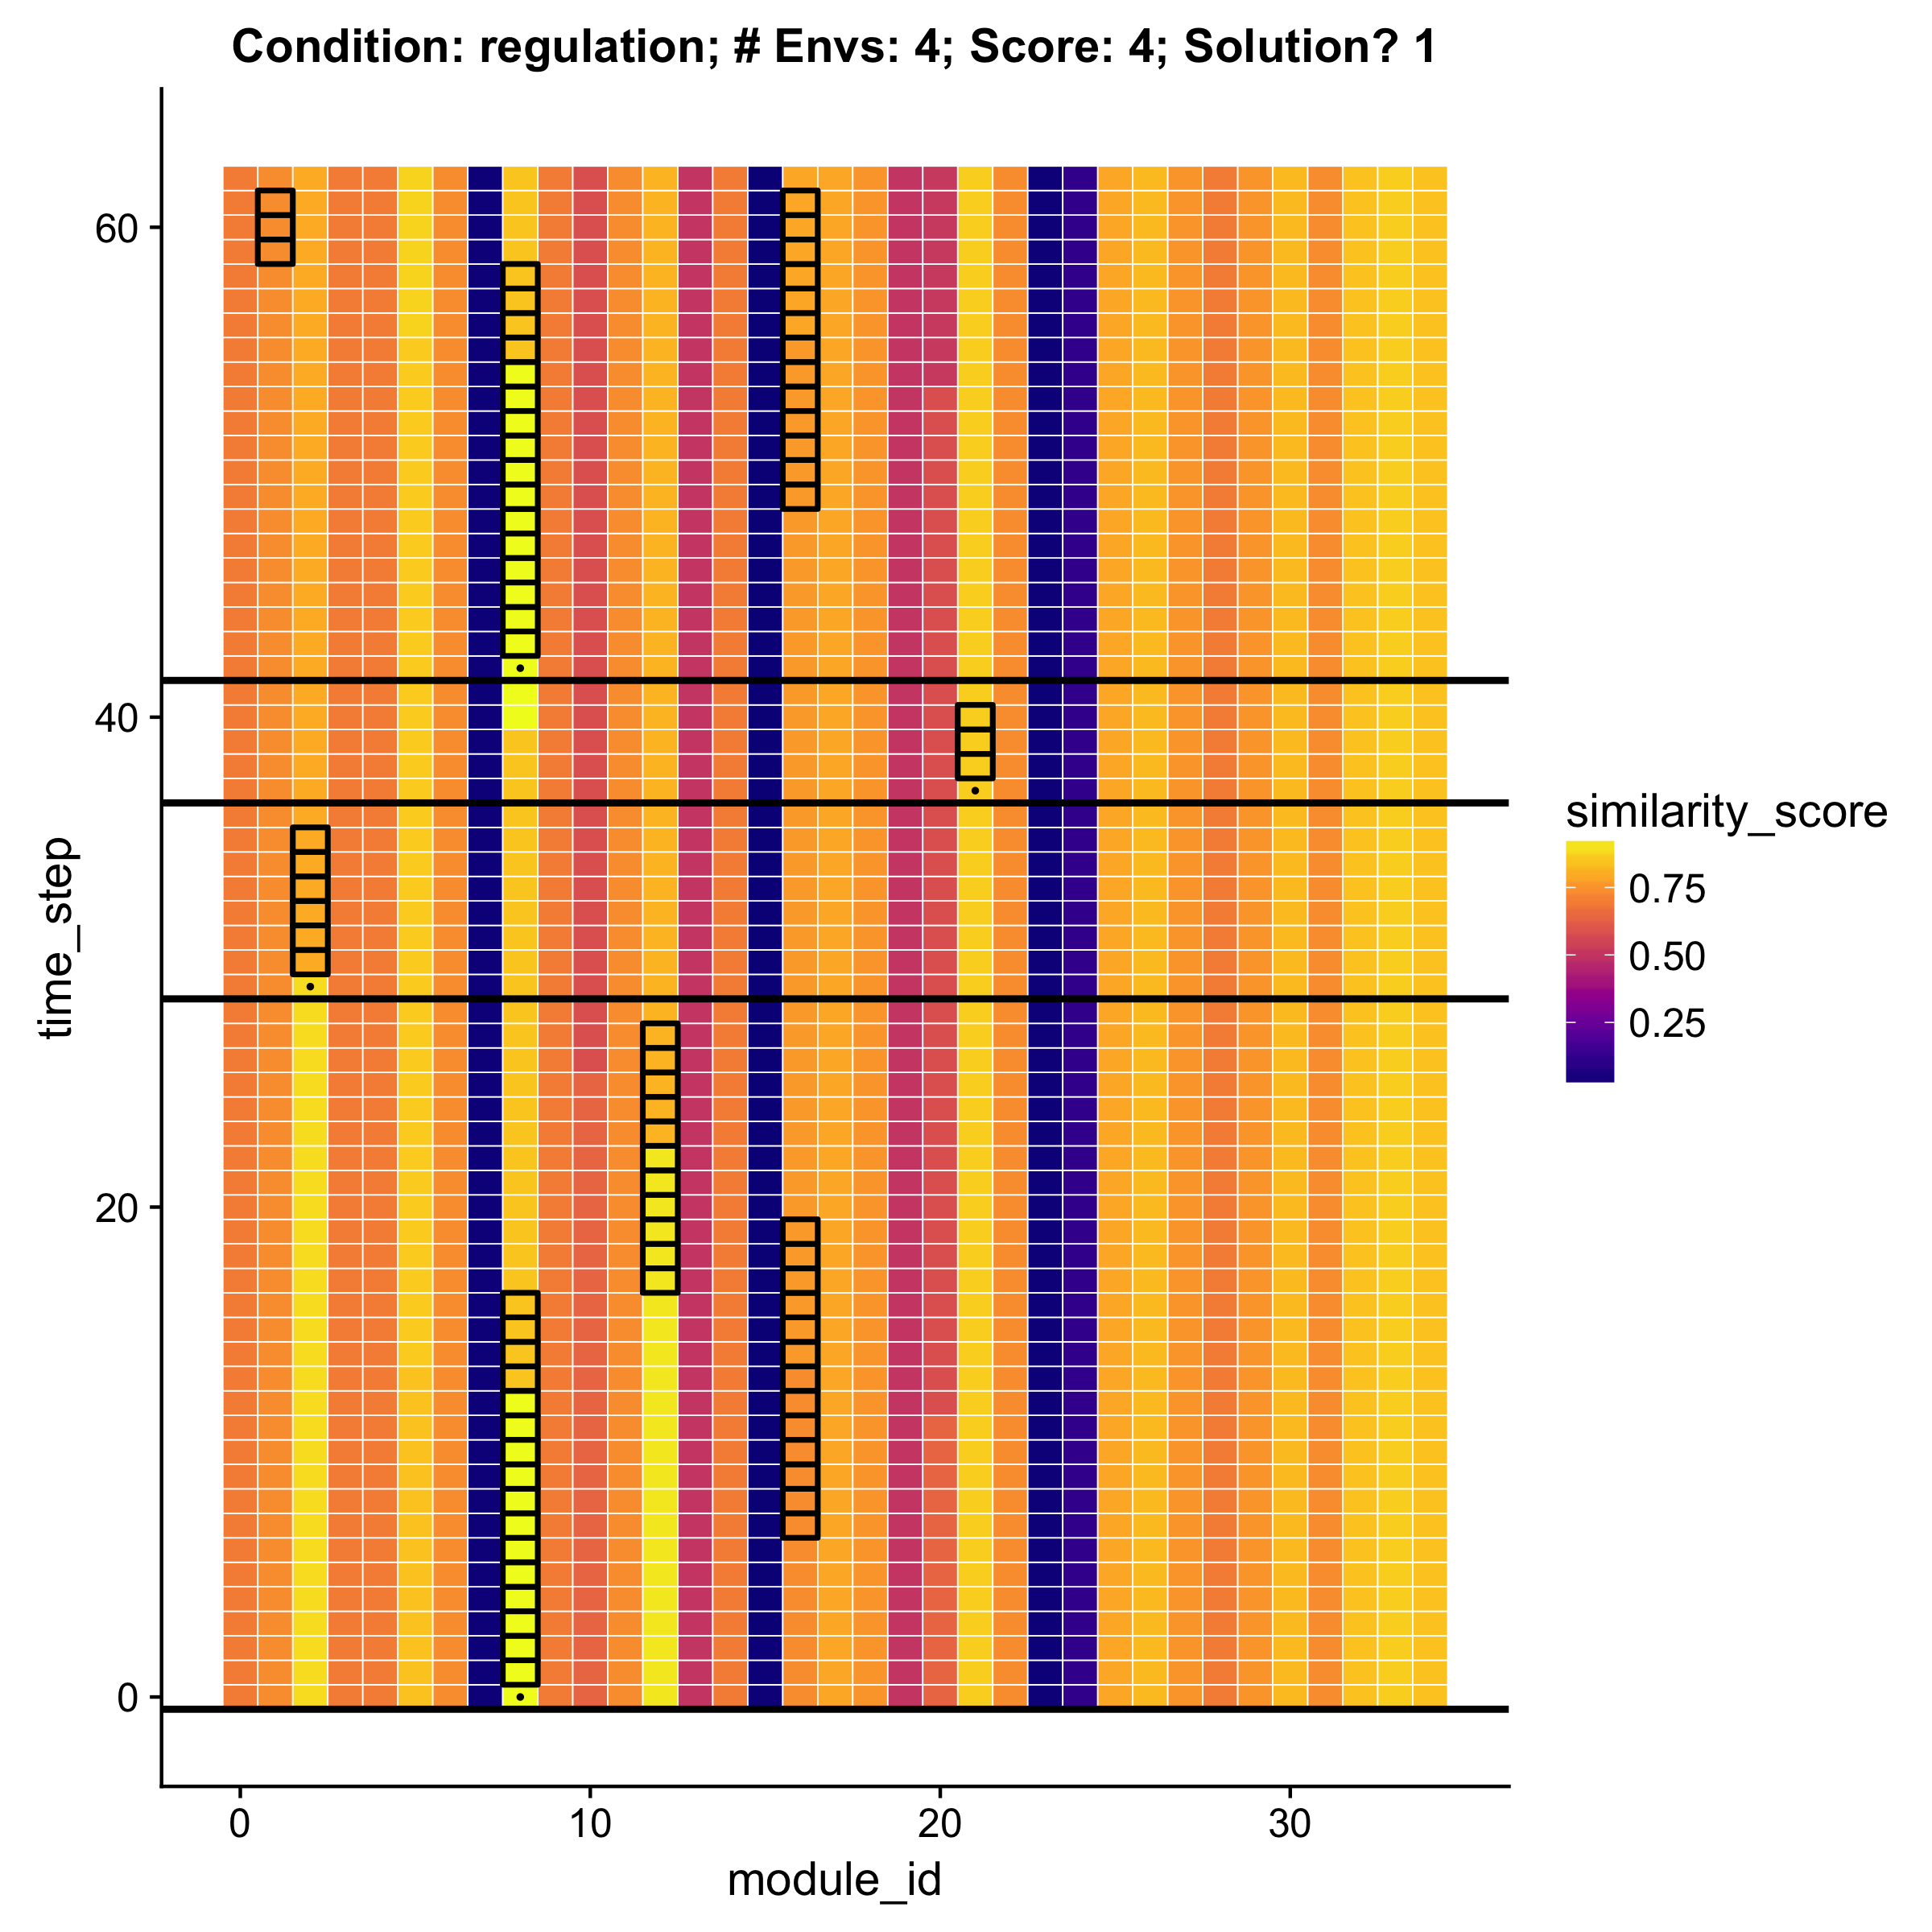 Condition: regulation; # Envs: 4; Score: 4; Solution? 1
time_step
60
40
20
0
0 10 20 30
module_id
similarity_score
0.75
0.50
0.25